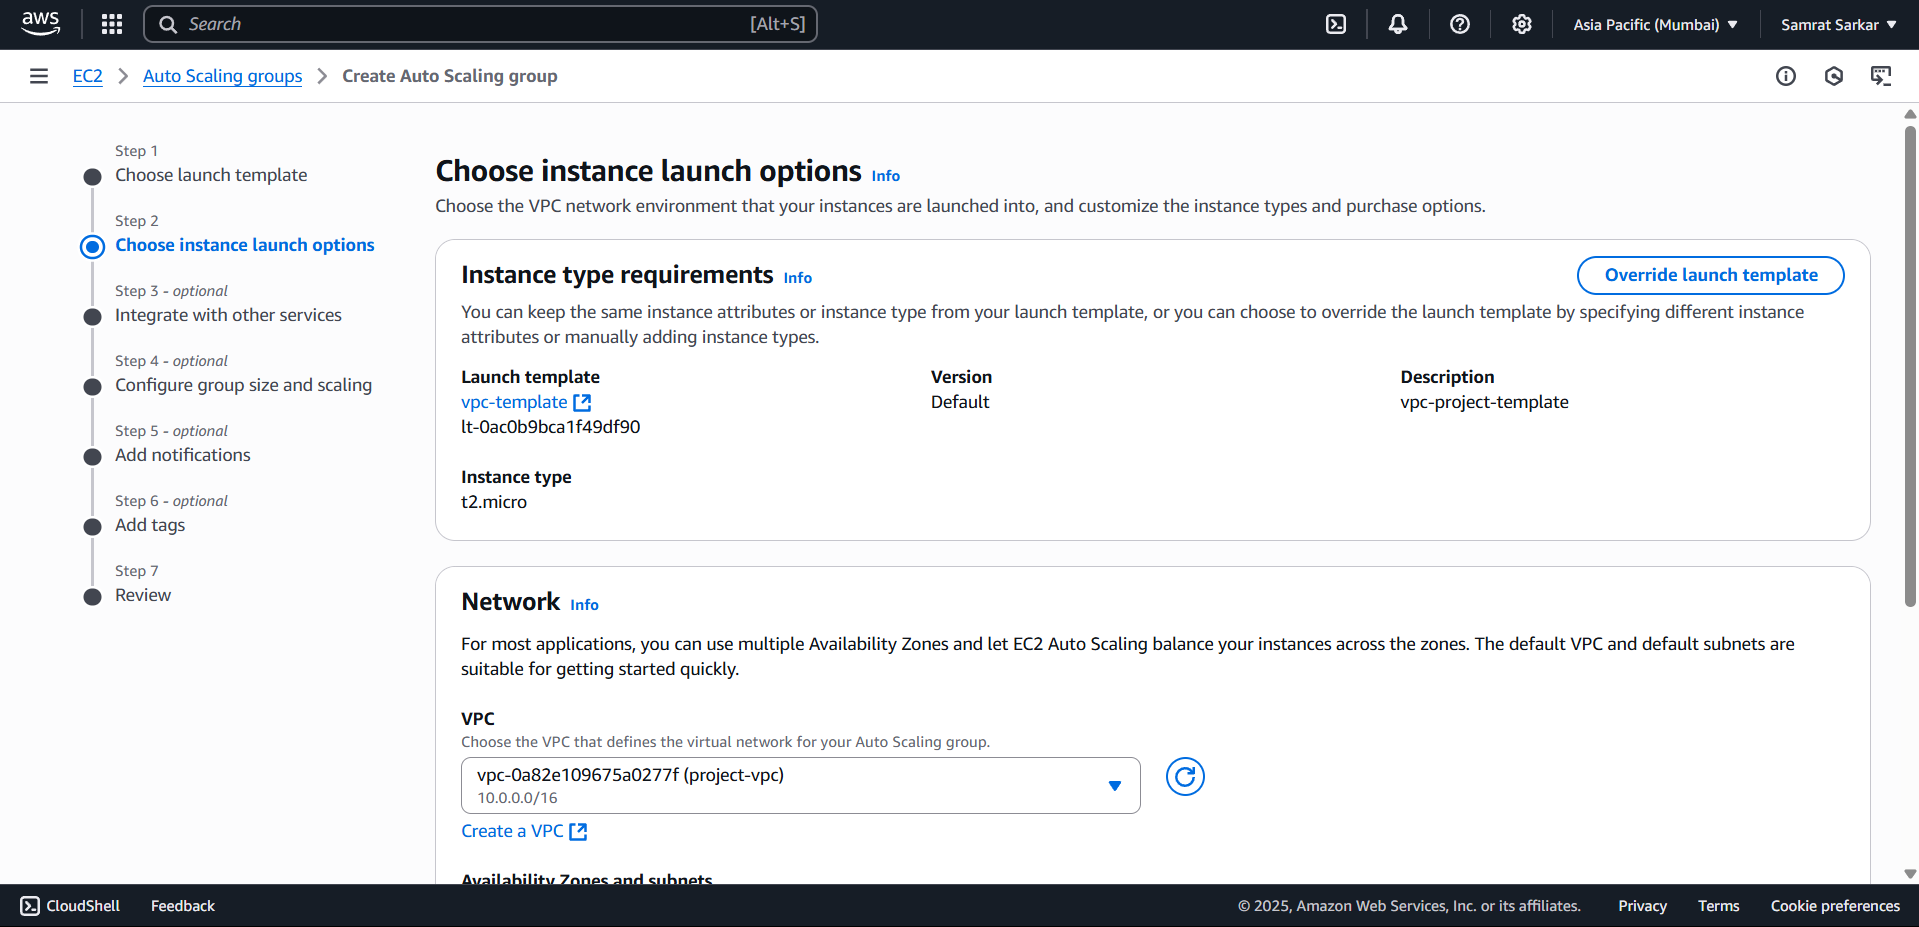 aws
Search [Alt+S]
Asia Pacific (Mumbai)
Samrat Sarkar
EC2
Auto Scaling groups
Create Auto Scaling group
Step 1
Choose launch template
Step 2
Choose instance launch options
Step 3 - optional
Integrate with other services
Step 4 - optional
Configure group size and scaling
Step 5 - optional
Add notifications
Step 6 - optional
Add tags
Step 7
Review
Choose instance launch options Info
Choose the VPC network environment that your instances are launched into, and customize the instance types and purchase options.
Instance type requirements Info
Override launch template
You can keep the same instance attributes or instance type from your launch template, or you can choose to override the launch template by specifying different instance
attributes or manually adding instance types.
Launch template
vpc-template
lt-0ac0b9bca1f49df90
Version
Default
Description
vpc-project-template
Instance type
t2.micro
Network Info
For most applications, you can use multiple Availability Zones and let EC2 Auto Scaling balance your instances across the zones. The default VPC and default subnets are
suitable for getting started quickly.
VPC
Choose the VPC that defines the virtual network for your Auto Scaling group.
vpc-0a82e109675a0277f (project-vpc)
10.0.0.0/16
Create a VPC
Availability Zones and subnets
CloudShell
Feedback
© 2025, Amazon Web Services, Inc. or its affiliates.
Privacy
Terms
Cookie preferences